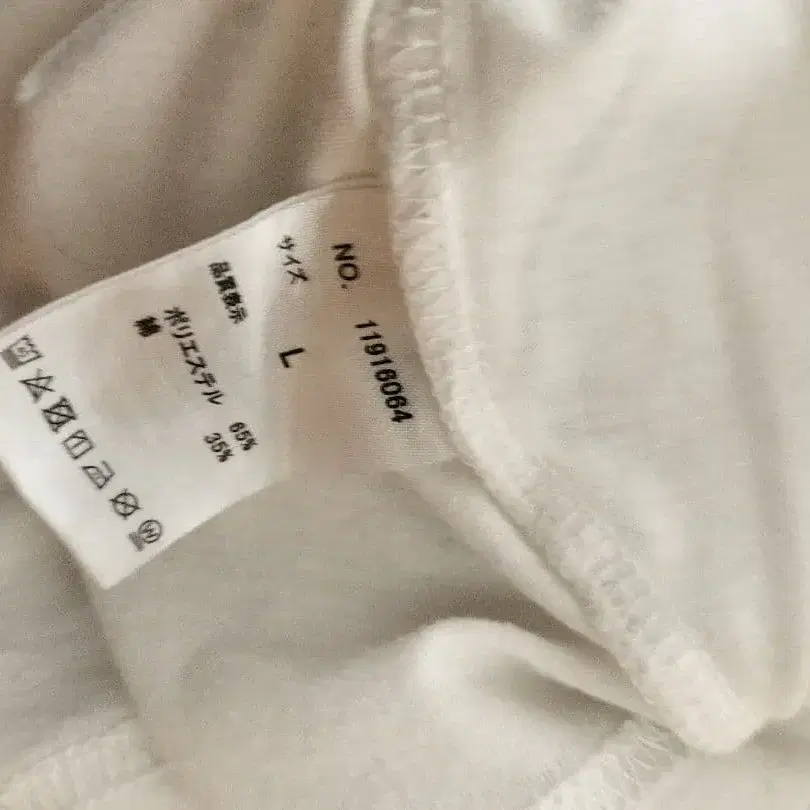 NO. 11916064
サイズ L
品質表示
ポリエステル 65%
綿 35%